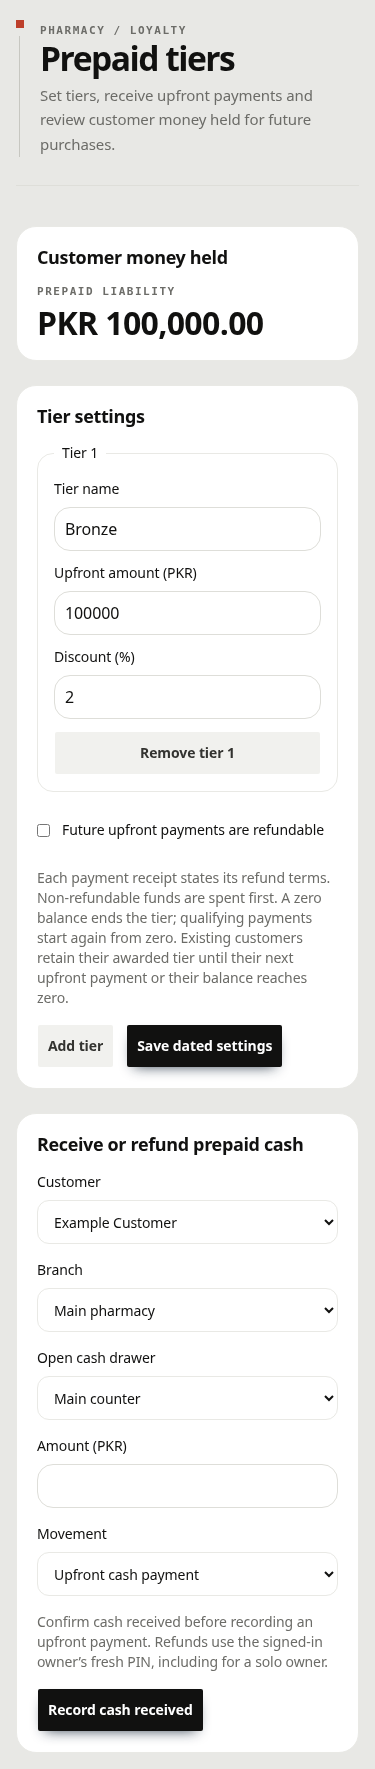 PHARMACY / LOYALTY
Prepaid tiers
Set tiers, receive upfront payments and
review customer money held for future
purchases.
Customer money held
PREPAID LIABILITY
PKR 100,000.00
Tier settings
Tier 1
Tier name
Bronze
Upfront amount (PKR)
100000
Discount (%)
2
Remove tier 1
Future upfront payments are refundable
Each payment receipt states its refund terms.
Non-refundable funds are spent first. A zero
balance ends the tier; qualifying payments
start again from zero. Existing customers
retain their awarded tier until their next
upfront payment or their balance reaches
zero.
Add tier
Save dated settings
Receive or refund prepaid cash
Customer
Example Customer
Branch
Main pharmacy
Open cash drawer
Main counter
Amount (PKR)
Movement
Upfront cash payment
Confirm cash received before recording an
upfront payment. Refunds use the signed-in
owner’s fresh PIN, including for a solo owner.
Record cash received